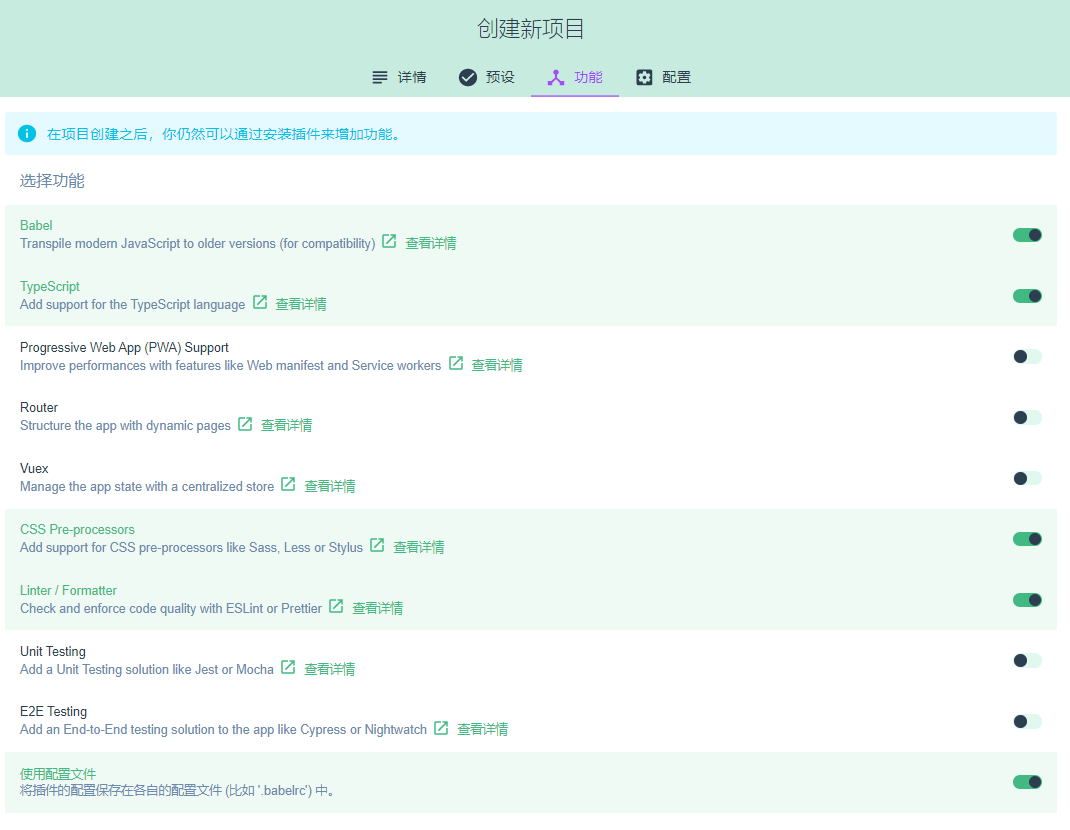 创建新项目
详情 预设 功能 配置
在项目创建之后，你仍然可以通过安装插件来增加功能。
选择功能
Babel
Transpile modern JavaScript to older versions (for compatibility) 查看详情
TypeScript
Add support for the TypeScript language 查看详情
Progressive Web App (PWA) Support
Improve performances with features like Web manifest and Service workers 查看详情
Router
Structure the app with dynamic pages 查看详情
Vuex
Manage the app state with a centralized store 查看详情
CSS Pre-processors
Add support for CSS pre-processors like Sass, Less or Stylus 查看详情
Linter / Formatter
Check and enforce code quality with ESLint or Prettier 查看详情
Unit Testing
Add a Unit Testing solution like Jest or Mocha 查看详情
E2E Testing
Add an End-to-End testing solution to the app like Cypress or Nightwatch 查看详情
使用配置文件
将插件的配置保存在各自的配置文件 (比如 '.babelrc') 中。